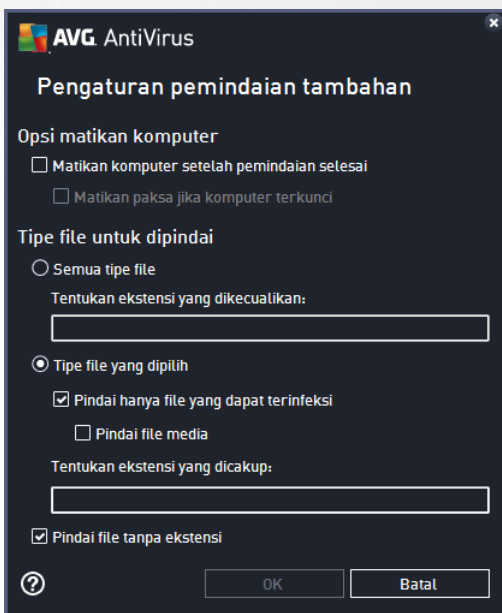 AVG. AntiVirus
Pengaturan pemindaian tambahan
Opsi matikan komputer
Matikan komputer setelah pemindaian selesai
Matikan paksa jika komputer terkunci
Tipe file untuk dipindai
Semua tipe file
Tentukan ekstensi yang dikecualikan:
Tipe file yang dipilih
Pindai hanya file yang dapat terinfeksi
Pindai file media
Tentukan ekstensi yang dicakup:
Pindai file tanpa ekstensi
? OK Batal